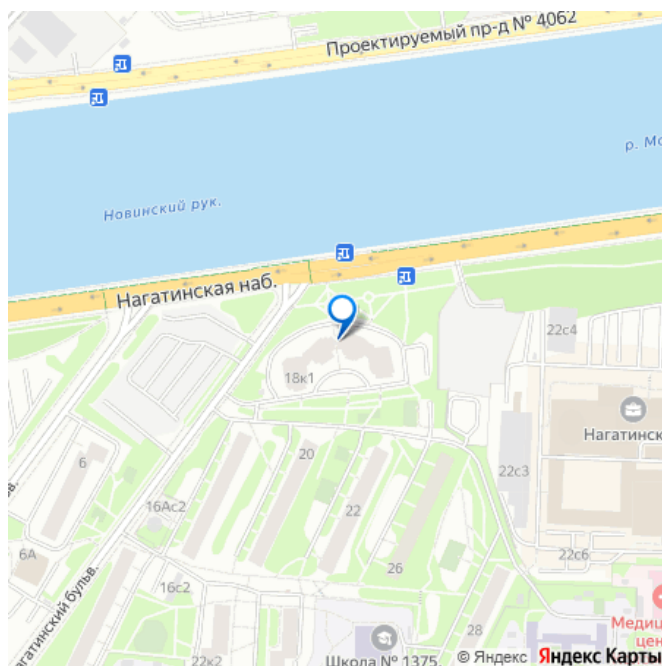 Проектируемый пр-д № 4062
р. Мо
Новинский рук.
Нагатинская наб.
22с4
18к1
Нагатинск
6
20
22с3
16Ас2
22
6А
26
22с6
16с2
Нагатинский бульв.
28
Медиц
цен
22к2
Школа № 1375
© Яндекс Яндекс Карты